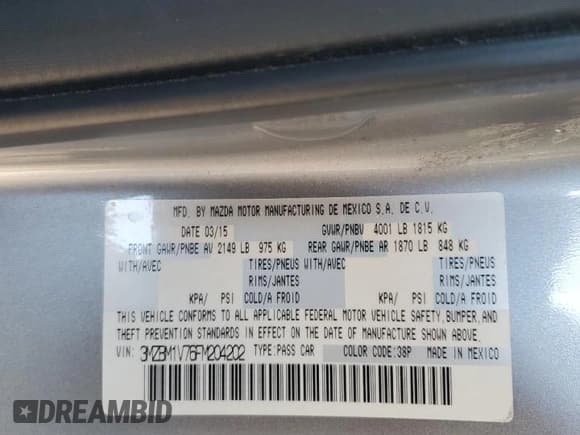 MFD. BY MAZDA MOTOR MANUFACTURING DE MEXICO S.A. DE C.V.
DATE 03/15 GVWR/PNBV 4001 LB 1815 KG
FRONT GAWR/PNBE AV 2149 LB 975 KG REAR GAWR/PNBE AR 1870 LB 848 KG
WITH/AVEC TIRES/PNEUS WITH/AVEC TIRES/PNEUS
RIMS/JANTES RIMS/JANTES
KPA/ PSI COLD/A FROID KPA/ PSI COLD/A FROID
THIS VEHICLE CONFORMS TO ALL APPLICABLE FEDERAL MOTOR VEHICLE SAFETY, BUMPER, AND
THEFT PREVENTION STANDARDS IN EFFECT ON THE DATE OF MANUFACTURE SHOWN ABOVE.
VIN: 3MZBM1V76FM204202 TYPE:PASS CAR COLOR CODE:38P MADE IN MEXICO
DREAMBID